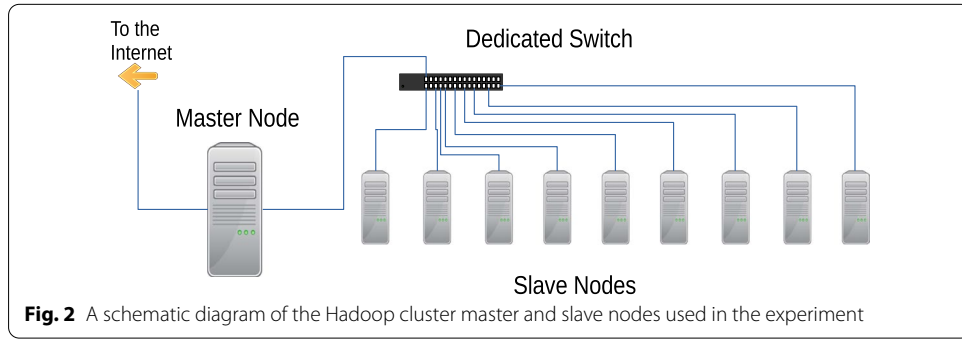 To the
Internet
Dedicated Switch
Master Node
Slave Nodes
Fig. 2 A schematic diagram of the Hadoop cluster master and slave nodes used in the experiment